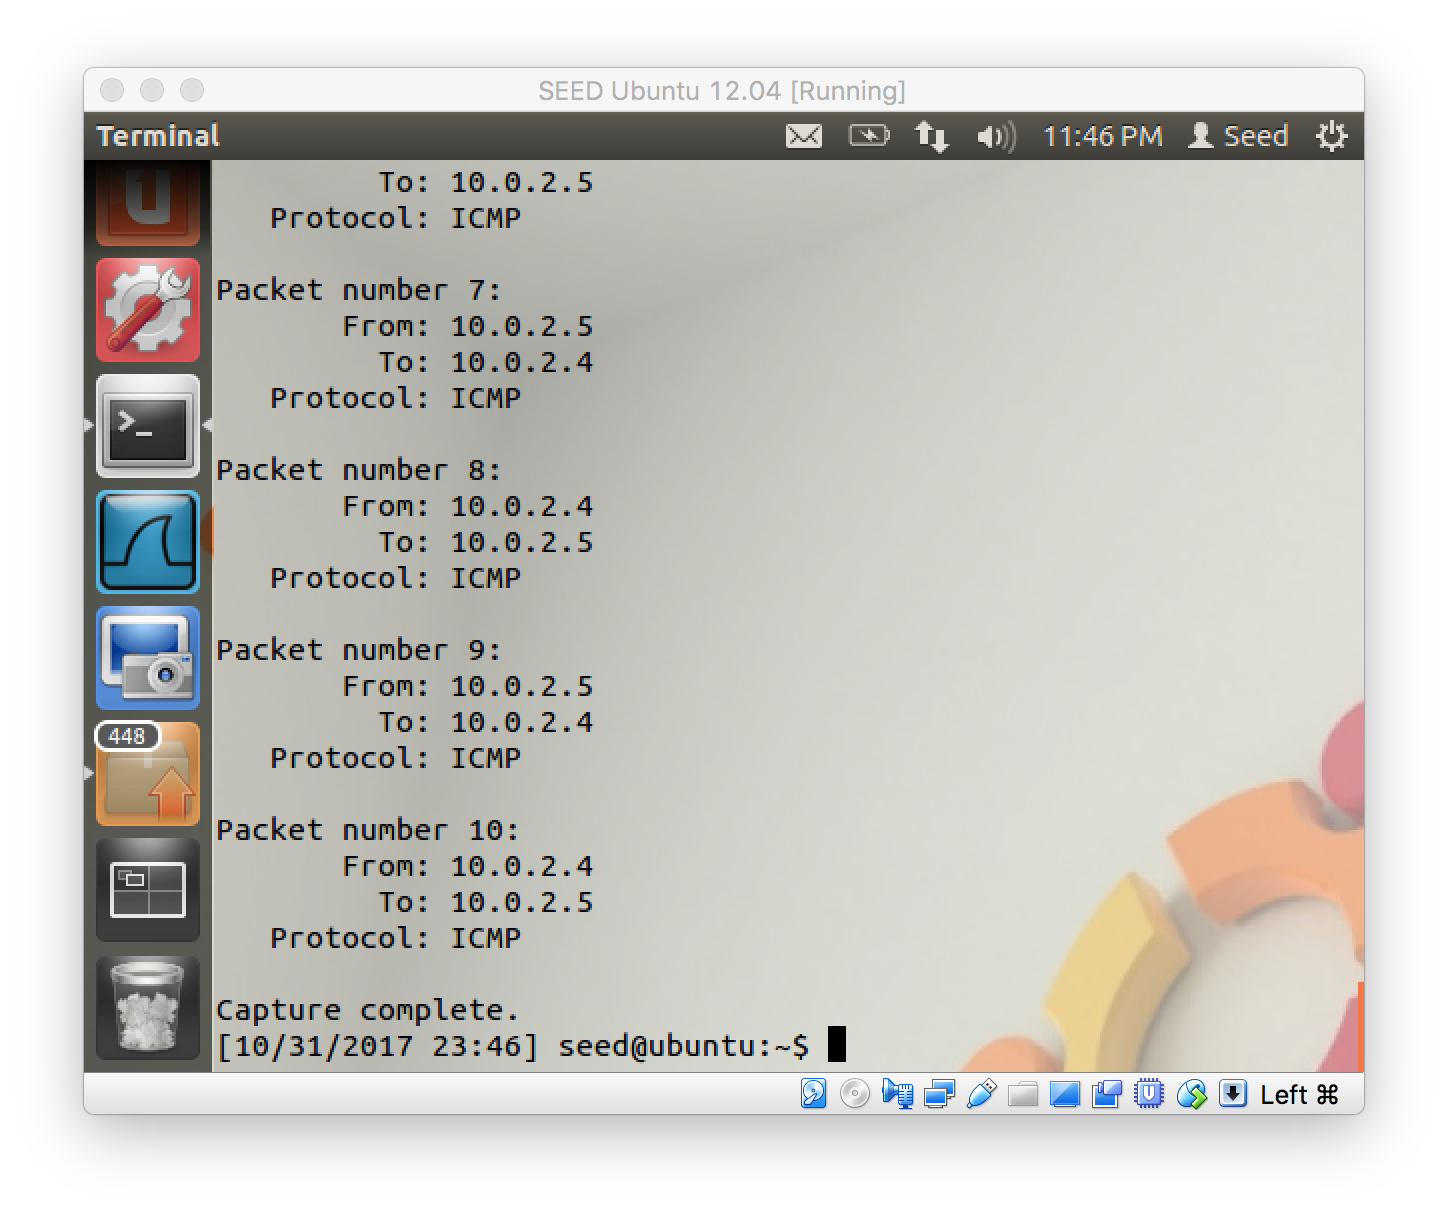 SEED Ubuntu 12.04 [Running]
Terminal 11:46 PM Seed
To: 10.0.2.5
Protocol: ICMP
Packet number 7:
From: 10.0.2.5
To: 10.0.2.4
Protocol: ICMP
Packet number 8:
From: 10.0.2.4
To: 10.0.2.5
Protocol: ICMP
Packet number 9:
From: 10.0.2.5
To: 10.0.2.4
Protocol: ICMP
448
Packet number 10:
From: 10.0.2.4
To: 10.0.2.5
Protocol: ICMP
Capture complete.
[10/31/2017 23:46] seed@ubuntu:~$
Left ⌘